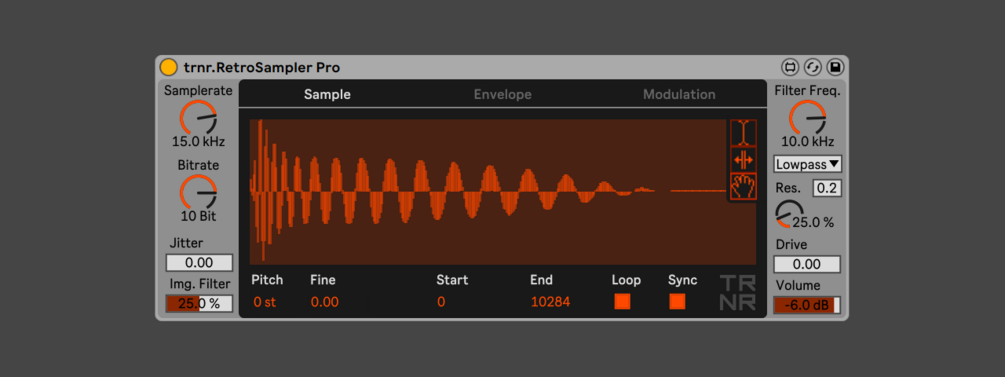 trnr.RetroSampler Pro
Samplerate
15.0 kHz
Bitrate
10 Bit
Jitter
0.00
Img. Filter
25.0 %
Sample Envelope Modulation
Pitch Fine Start End Loop Sync
0 st 0.00 0 10284
TR
NR
Filter Freq.
10.0 kHz
Lowpass
Res. 0.2
25.0 %
Drive
0.00
Volume
-6.0 dB